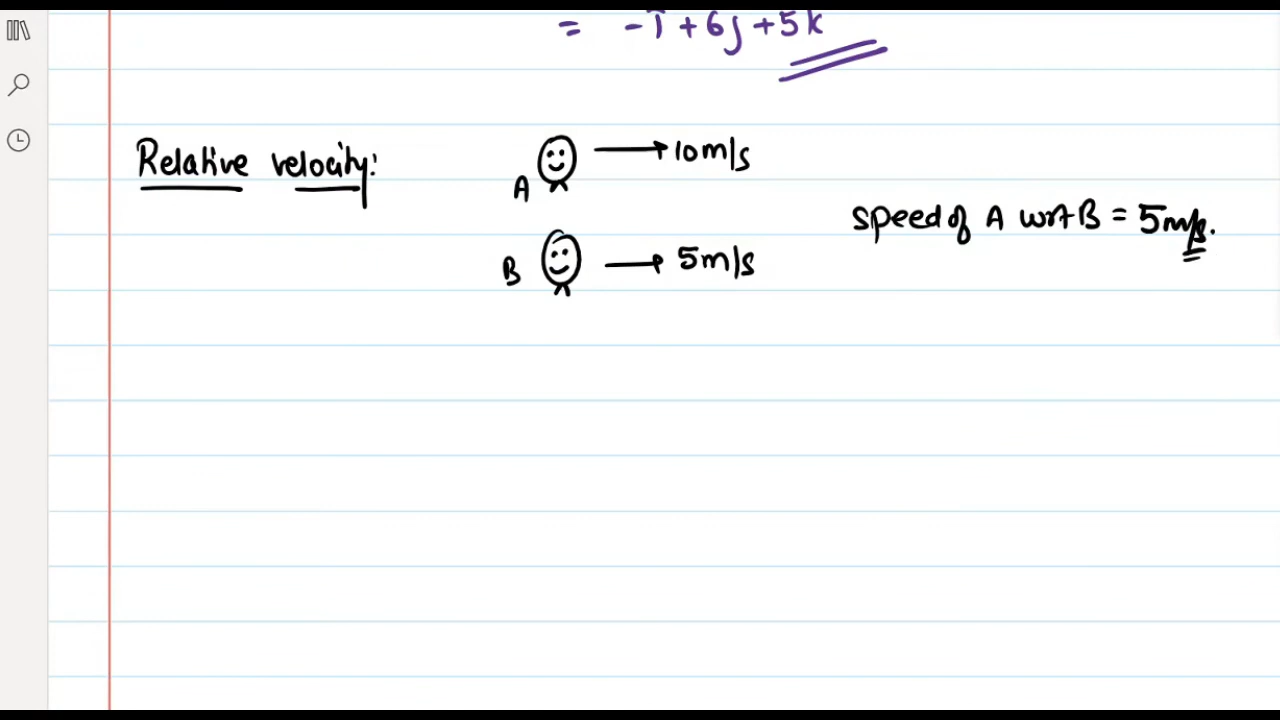 = -i + 6j + 5k
Relative velocity:
A → 10m/s
speed of A wrt B = 5m/s.
B → 5m/s